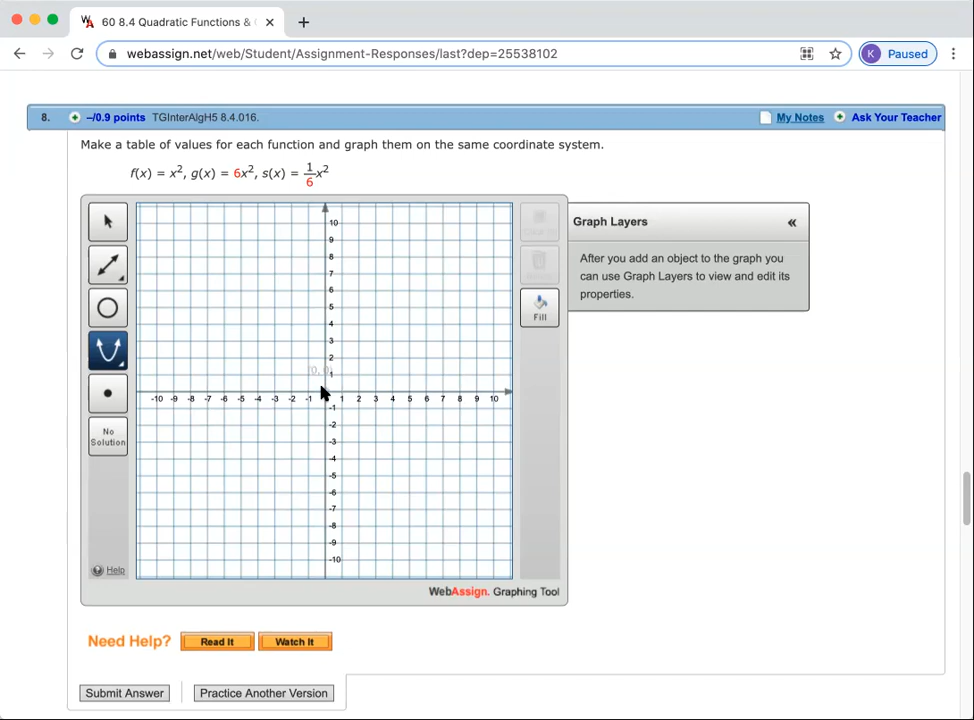 60 8.4 Quadratic Functions & 
webassign.net/web/Student/Assignment-Responses/last?dep=25538102
K Paused
8. –/0.9 points TGInterAlgH5 8.4.016.
My Notes
Ask Your Teacher
Make a table of values for each function and graph them on the same coordinate system.
f(x) = x², g(x) = 6x², s(x) = 1/6 x²
Graph Layers «
After you add an object to the graph you
can use Graph Layers to view and edit its
properties.
Fill
No
Solution
Help
10
9
8
7
6
5
4
3
2
1
-10 -9 -8 -7 -6 -5 -4 -3 -2 -1 1 2 3 4 5 6 7 8 9 10
-1
-2
-3
-4
-5
-6
-7
-8
-9
-10
WebAssign. Graphing Tool
Need Help? Read It Watch It
Submit Answer Practice Another Version